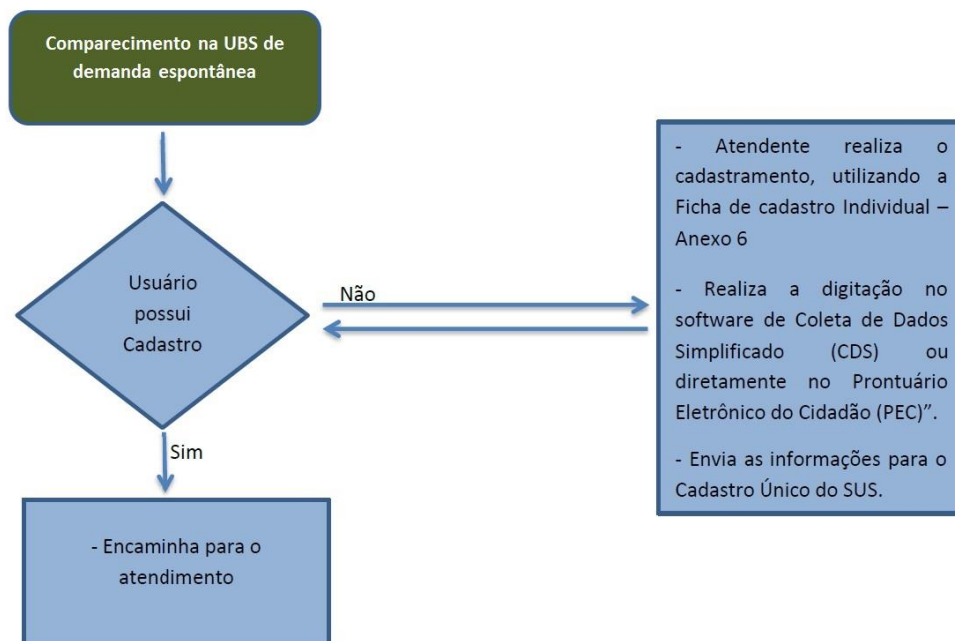 Comparecimento na UBS de
demanda espontânea
Usuário
possui
Cadastro
Não
- Atendente realiza o
cadastramento, utilizando a
Ficha de cadastro Individual –
Anexo 6
- Realiza a digitação no
software de Coleta de Dados
Simplificado (CDS) ou
diretamente no Prontuário
Eletrônico do Cidadão (PEC)”.
- Envia as informações para o
Cadastro Único do SUS.
Sim
- Encaminha para o
atendimento